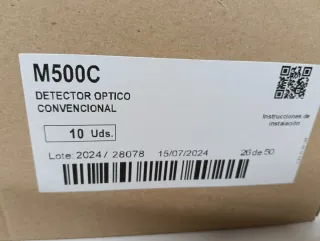 M500C
DETECTOR OPTICO
CONVENCIONAL
10 Uds.
Instrucciones de
instalación
Lote: 2024 / 28078 15/07/2024 26 de 50